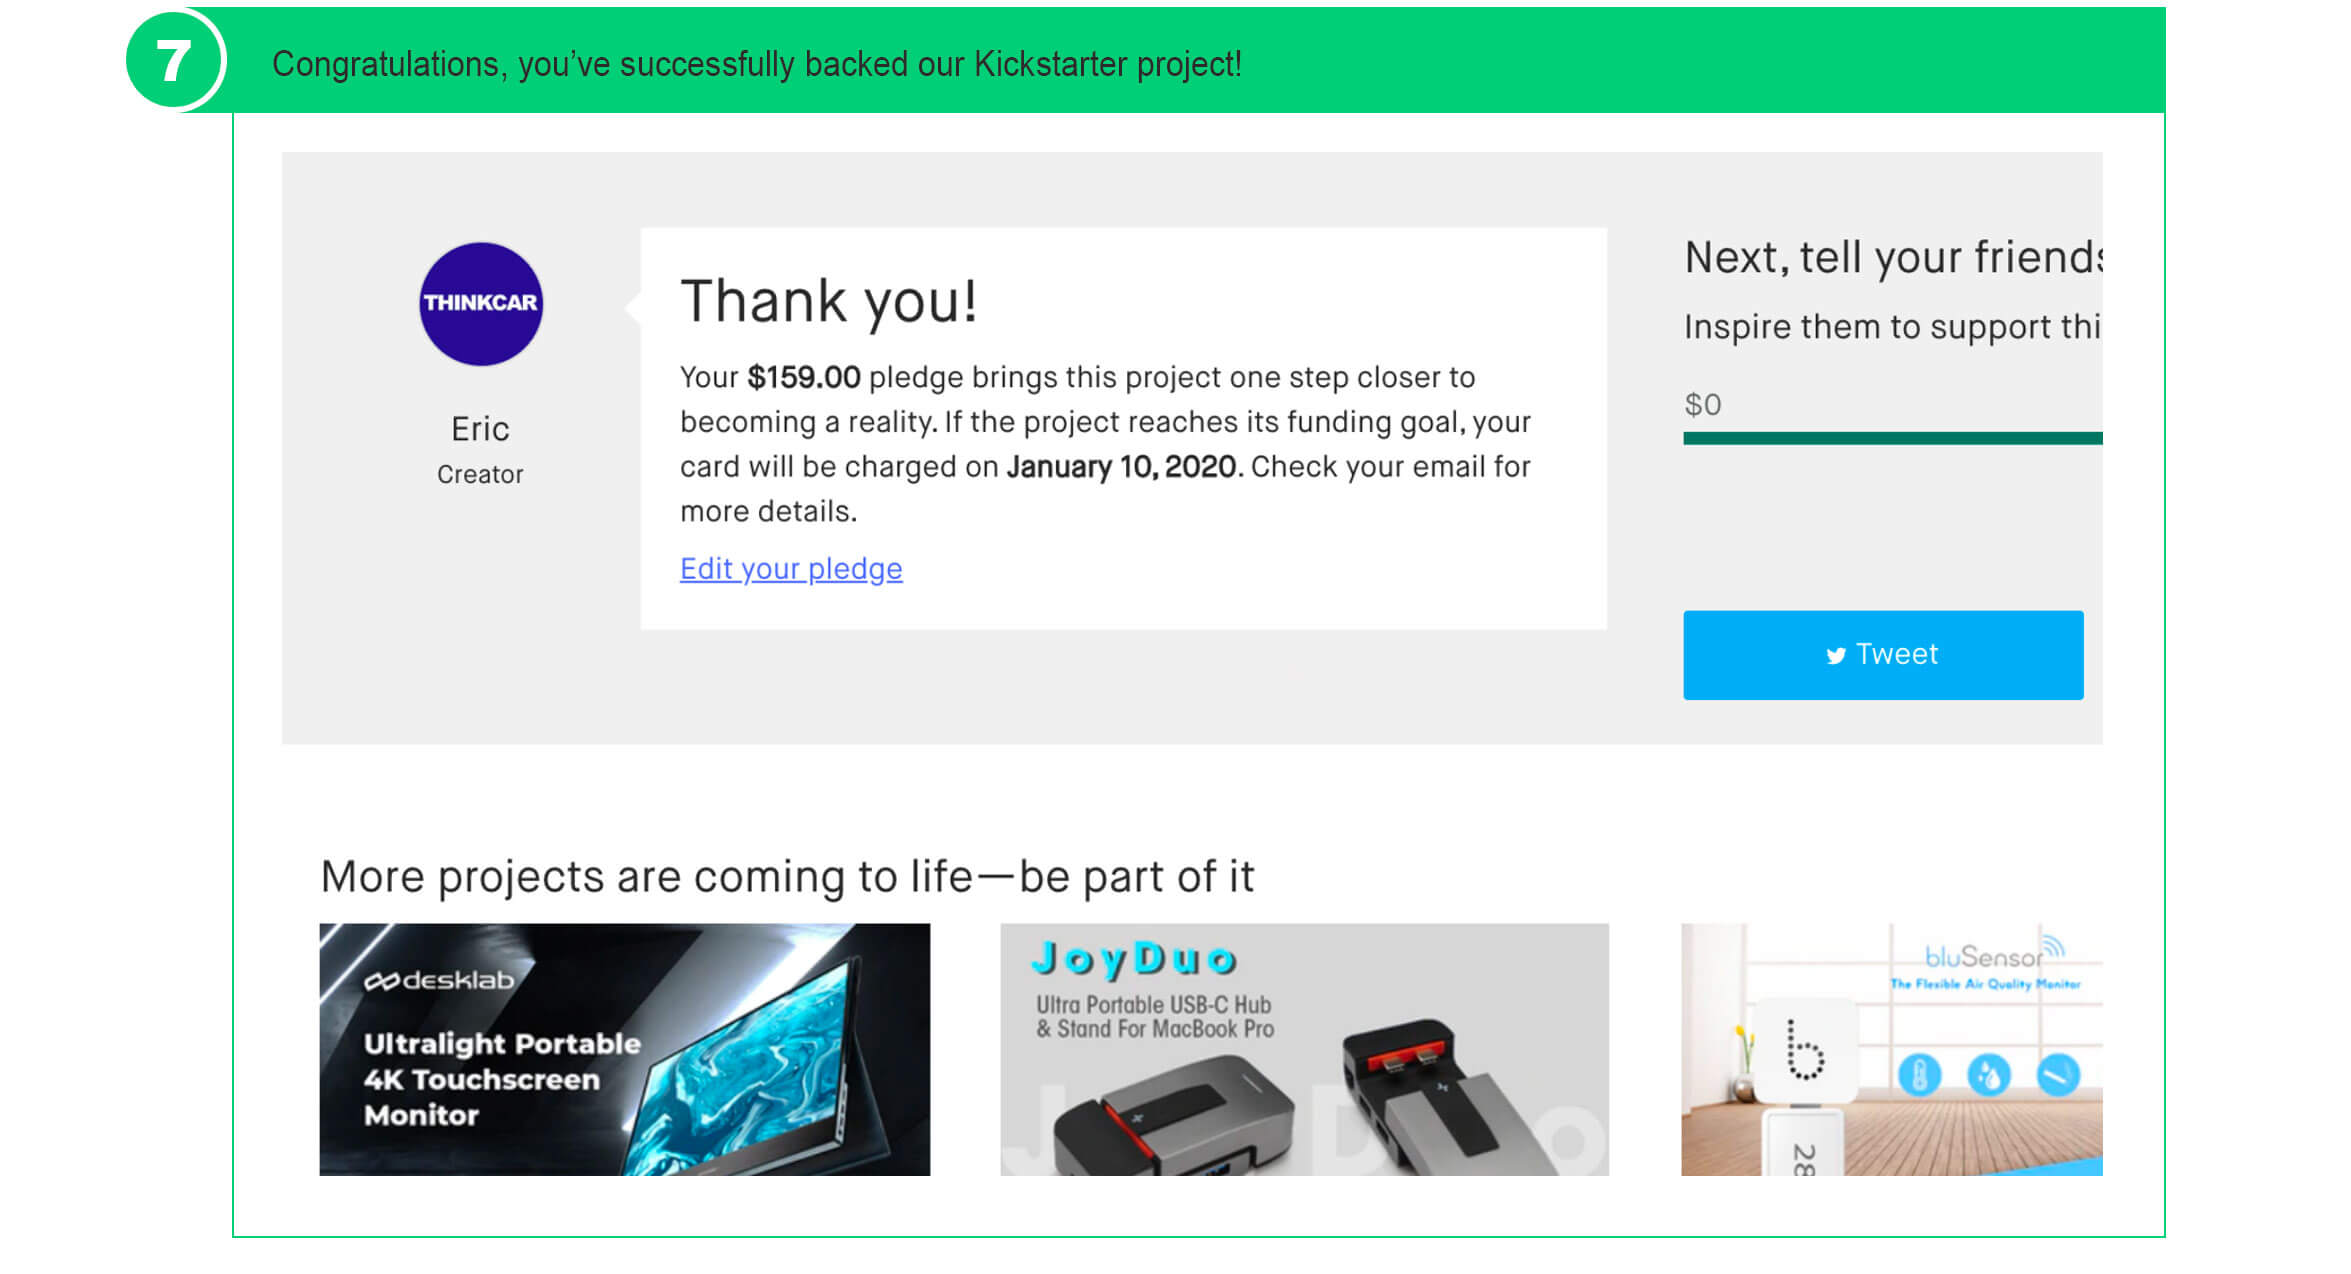 7
Congratulations, you’ve successfully backed our Kickstarter project!
THINKCAR
Eric
Creator
Thank you!
Your $159.00 pledge brings this project one step closer to
becoming a reality. If the project reaches its funding goal, your
card will be charged on January 10, 2020. Check your email for
more details.
Edit your pledge
Next, tell your friends
Inspire them to support thi
$0
Tweet
More projects are coming to life—be part of it
desklab
Ultralight Portable
4K Touchscreen
Monitor
JoyDuo
Ultra Portable USB-C Hub
& Stand For MacBook Pro
JoyDuo
bluSensor
The Flexible Air Quality Monitor
b
28